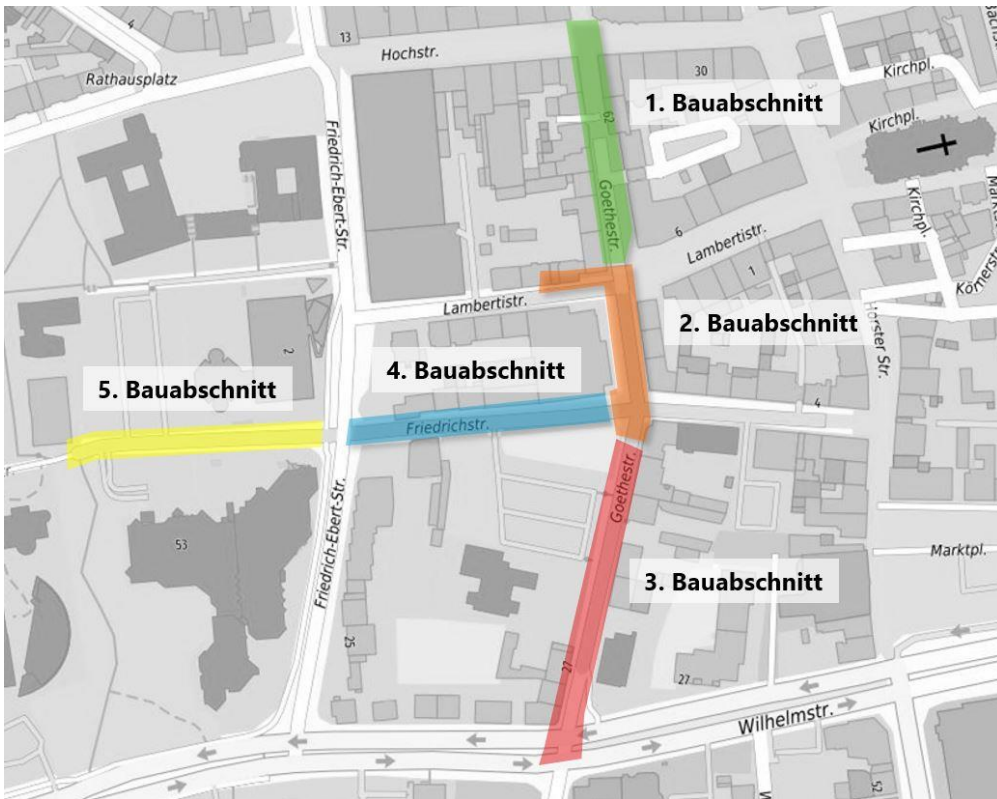 4
13
Hochstr.
Rathausplatz
30
1. Bauabschnitt
62
Kirchpl.
Kirchpl.
Kirchpl.
Friedrich-Ebert-Str.
Goethestr.
6
Lambertistr.
1
Lambertistr.
2. Bauabschnitt
2
4. Bauabschnitt
5. Bauabschnitt
Friedrichstr.
4
Goethestr.
Friedrich-Ebert-Str.
53
Marktpl.
3. Bauabschnitt
25
27
27
Wilhelmstr.
52